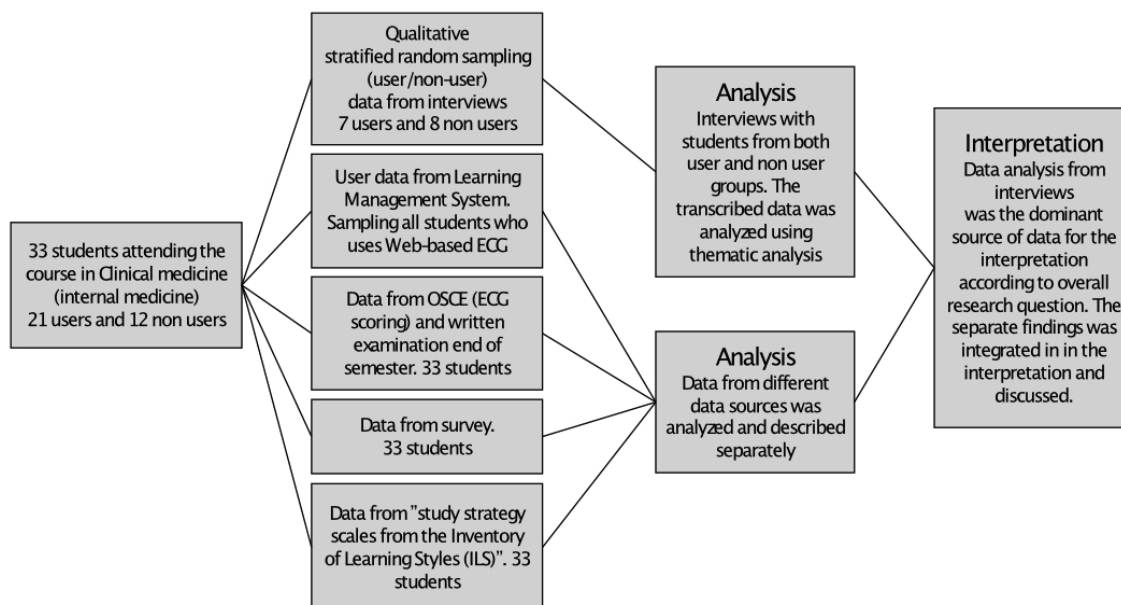 33 students attending the
course in Clinical medicine
(internal medicine)
21 users and 12 non users
Qualitative
stratified random sampling
(user/non-user)
data from interviews
7 users and 8 non users
User data from Learning
Management System.
Sampling all students who
uses Web-based ECG
Data from OSCE (ECG
scoring) and written
examination end of
semester. 33 students
Data from survey.
33 students
Data from ”study strategy
scales from the Inventory
of Learning Styles (ILS)”. 33
students
Analysis
Interviews with
students from both
user and non user
groups. The
transcribed data was
analyzed using
thematic analysis
Analysis
Data from different
data sources was
analyzed and described
separately
Interpretation
Data analysis from
interviews
was the dominant
source of data for the
interpretation
according to overall
research question. The
separate findings was
integrated in in the
interpretation and
discussed.